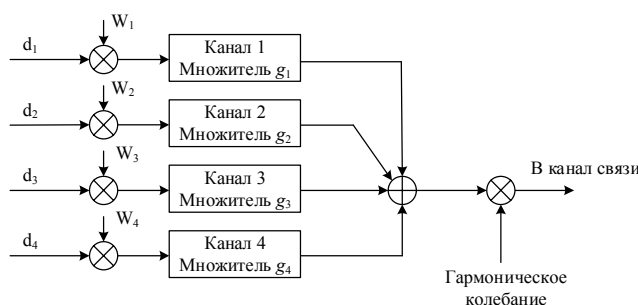 W₁
d₁
Канал 1
Множитель g₁
W₂
d₂
Канал 2
Множитель g₂
W₃
d₃
Канал 3
Множитель g₃
В канал связи
W₄
d₄
Канал 4
Множитель g₄
Гармоническое
колебание